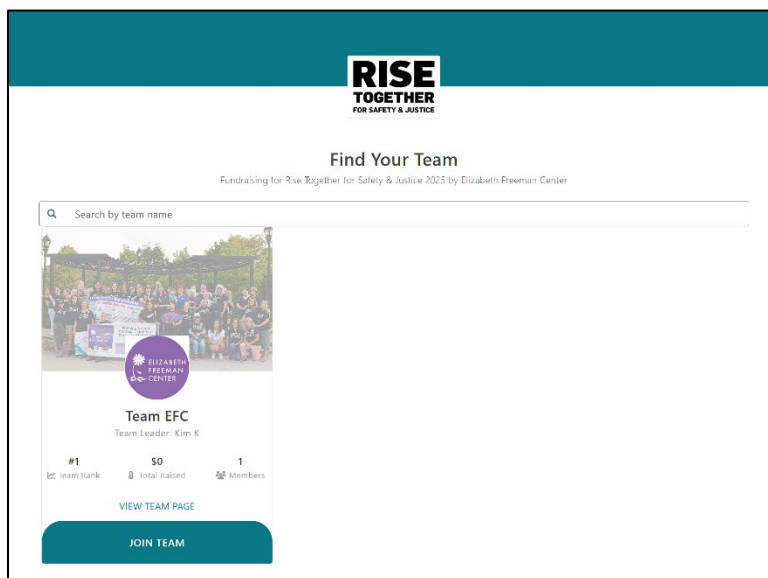 RISE
TOGETHER
FOR SAFETY & JUSTICE
Find Your Team
Fundraising for Rise Together for Safety & Justice 2025 by Elizabeth Freeman Center
Search by team name
ELIZABETH
FREEMAN
CENTER
Team EFC
Team Leader: Kim K
#1 $0 1
Team Rank Total Raised Members
VIEW TEAM PAGE
JOIN TEAM